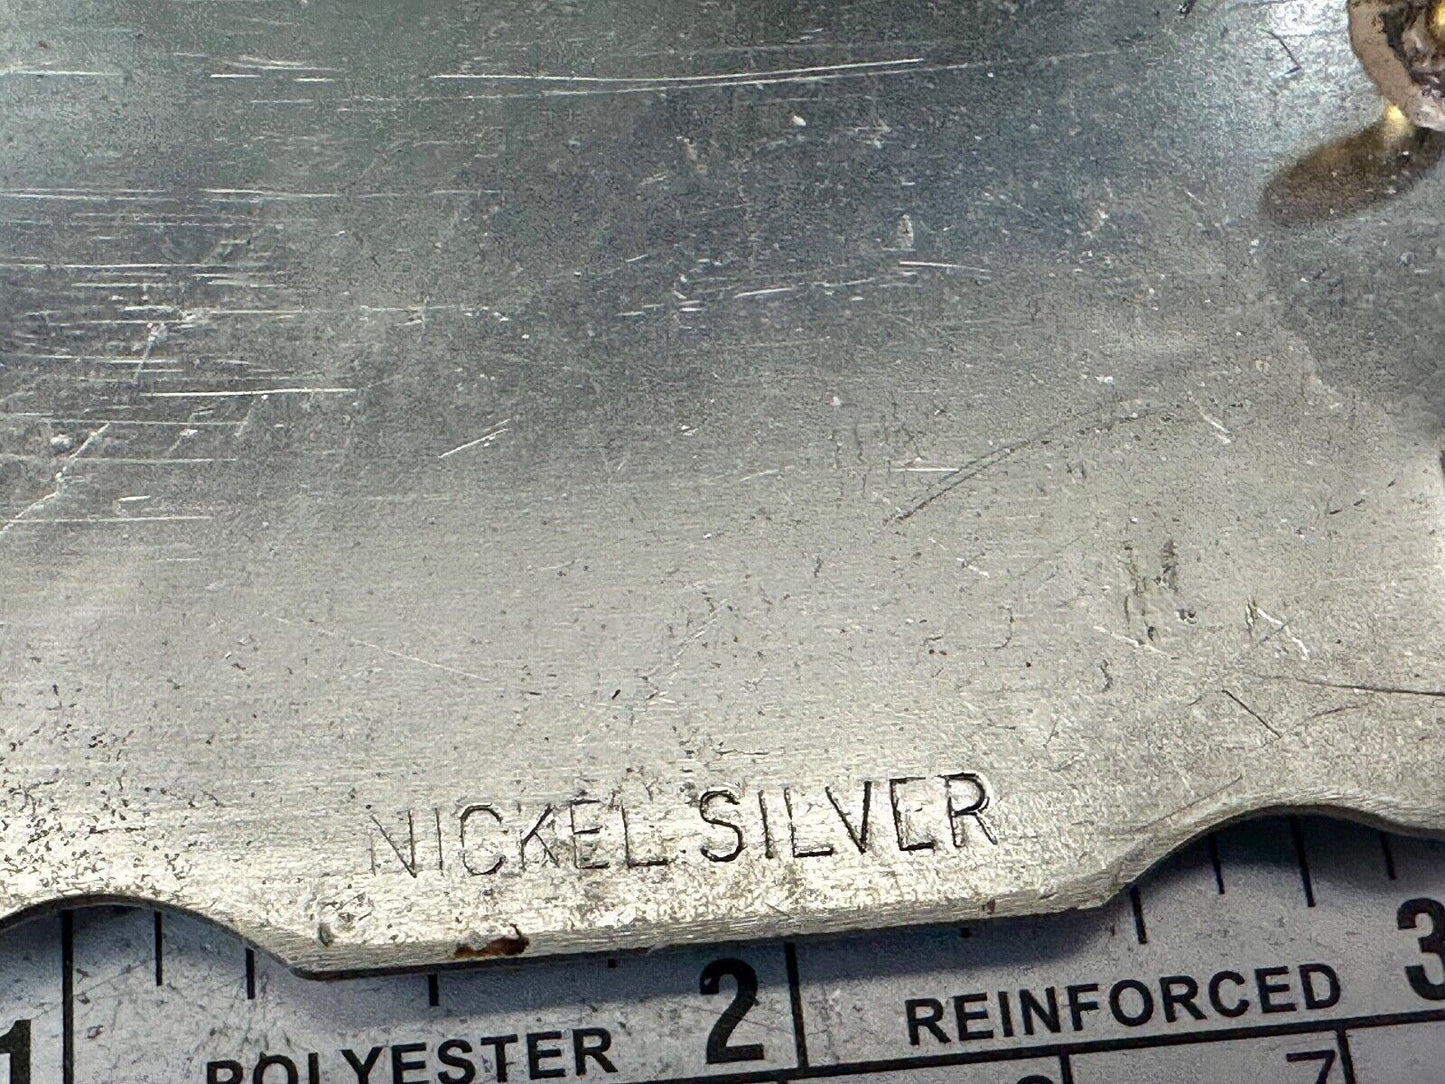 NICKEL SILVER
1 2 3
POLYESTER REINFORCED
7